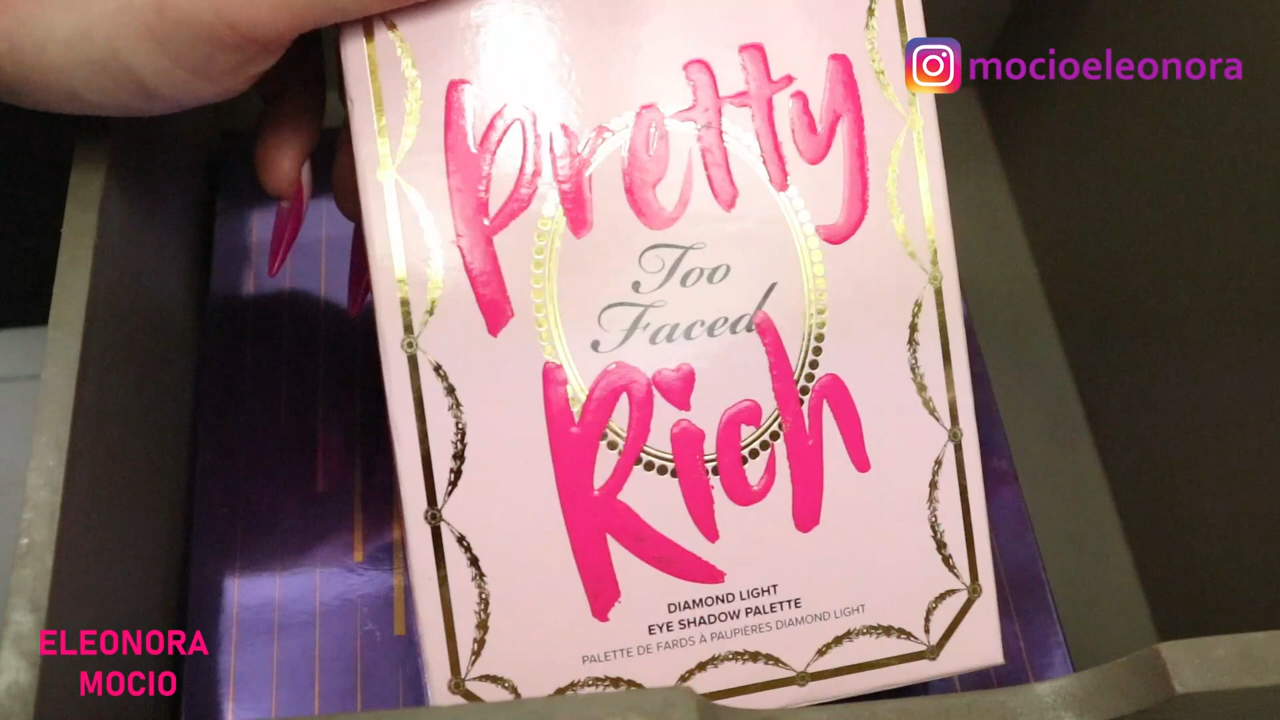 mocioeleonora
Pretty
Too
Faced
Rich
DIAMOND LIGHT
EYE SHADOW PALETTE
PALETTE DE FARDS À PAUPIÈRES DIAMOND LIGHT
ELEONORA
MOCIO